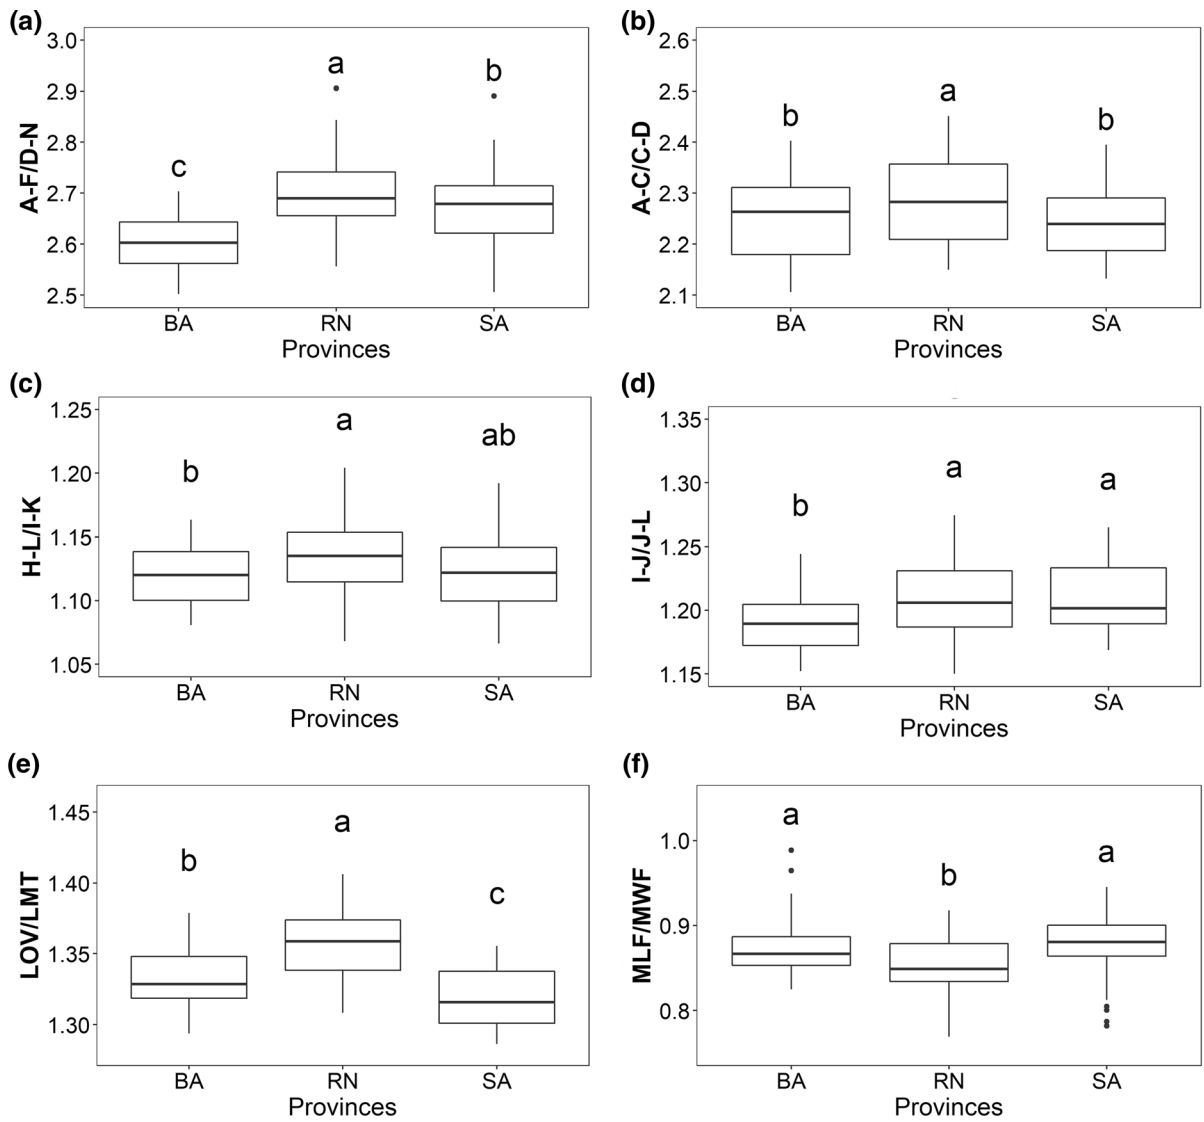 (a)
A-F/D-N
3.0
2.9
2.8
2.7
2.6
2.5
c
a
b
BA RN SA
Provinces
(b)
A-C/C-D
2.6
2.5
2.4
2.3
2.2
2.1
b
a
b
BA RN SA
Provinces
(c)
H-L/I-K
1.25
1.20
1.15
1.10
1.05
b
a
ab
BA RN SA
Provinces
(d)
I-J/J-L
1.35
1.30
1.25
1.20
1.15
b
a
a
BA RN SA
Provinces
(e)
LOV/LMT
1.45
1.40
1.35
1.30
b
a
c
BA RN SA
Provinces
(f)
MLF/MWF
1.0
0.9
0.8
a
b
a
BA RN SA
Provinces